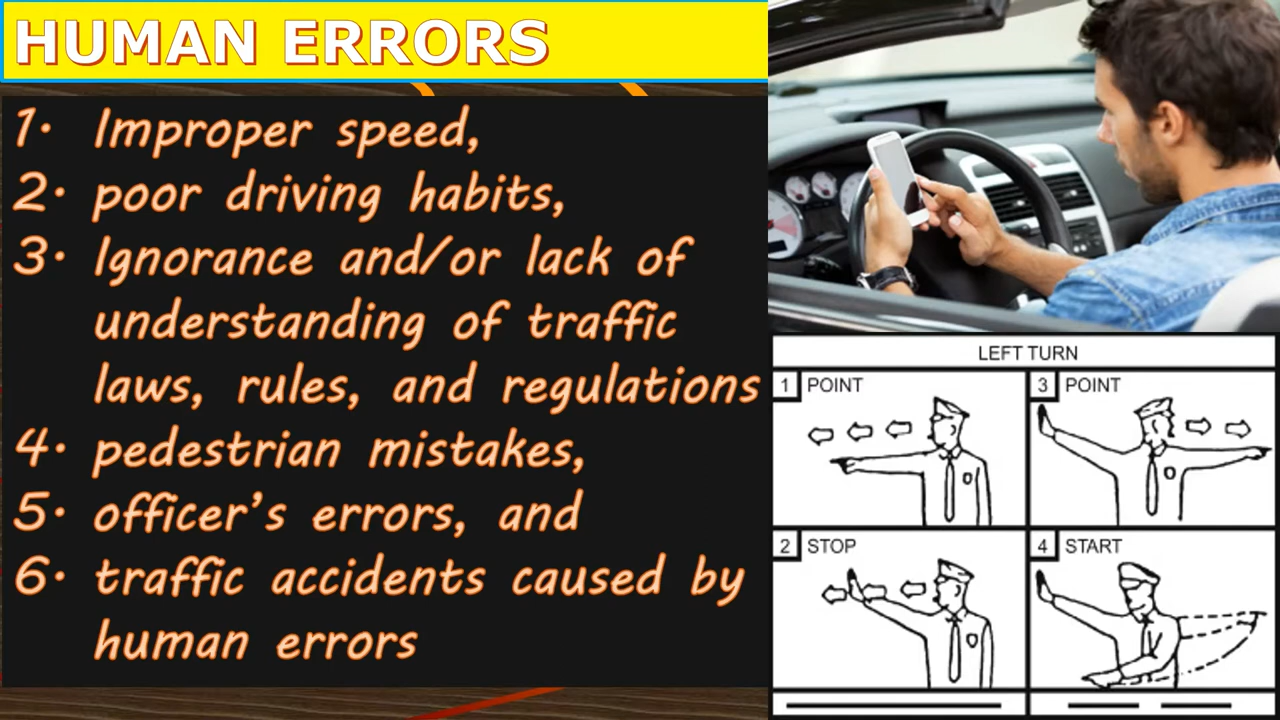 HUMAN ERRORS
1. Improper speed,
2. poor driving habits,
3. Ignorance and/or lack of
understanding of traffic
laws, rules, and regulations
4. pedestrian mistakes,
5. officer's errors, and
6. traffic accidents caused by
human errors
LEFT TURN
1 POINT
3 POINT
2 STOP
4 START